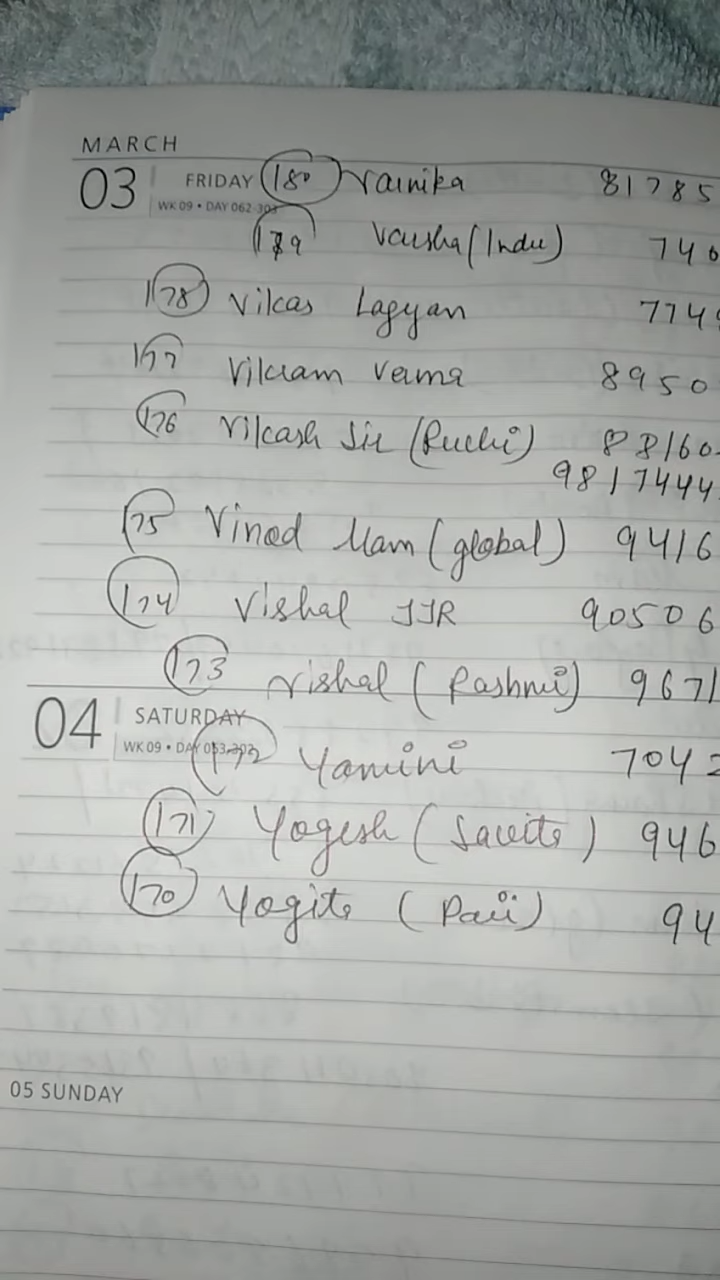 MARCH
03 FRIDAY 180 Vainika 81785
WK 09 • DAY 062-303
179 Varsha (Indu) 740
178 Vikas Lagyan 7748
177 Vikram Verma 8950
176 Vikash Sir (Ruchi) 88160
9817444
175 Vinod Mam (global) 9416
174 Vishal JJR 90506
173 Vishal (Rashmi) 9671
04 SATURDAY
WK 09 • DAY 063-302
172 Yamini 7042
171 Yogesh (Savita) 946
170 Yogita (Pari) 94
05 SUNDAY